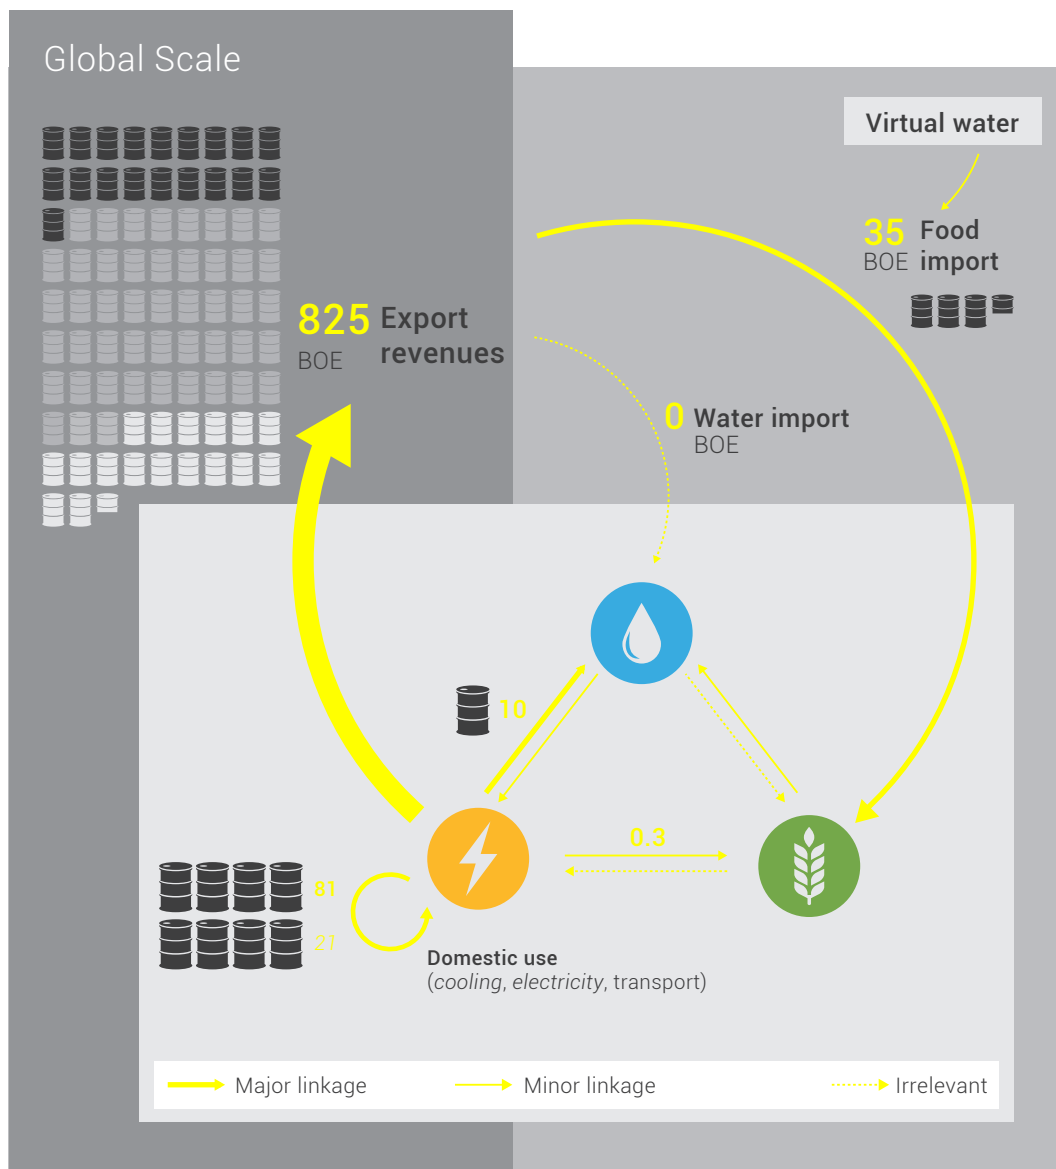 Global Scale
Virtual water
35 Food
BOE import
825 Export
BOE revenues
0 Water import
BOE
10
0.3
81
21
Domestic use
(cooling, electricity, transport)
Major linkage
Minor linkage
Irrelevant